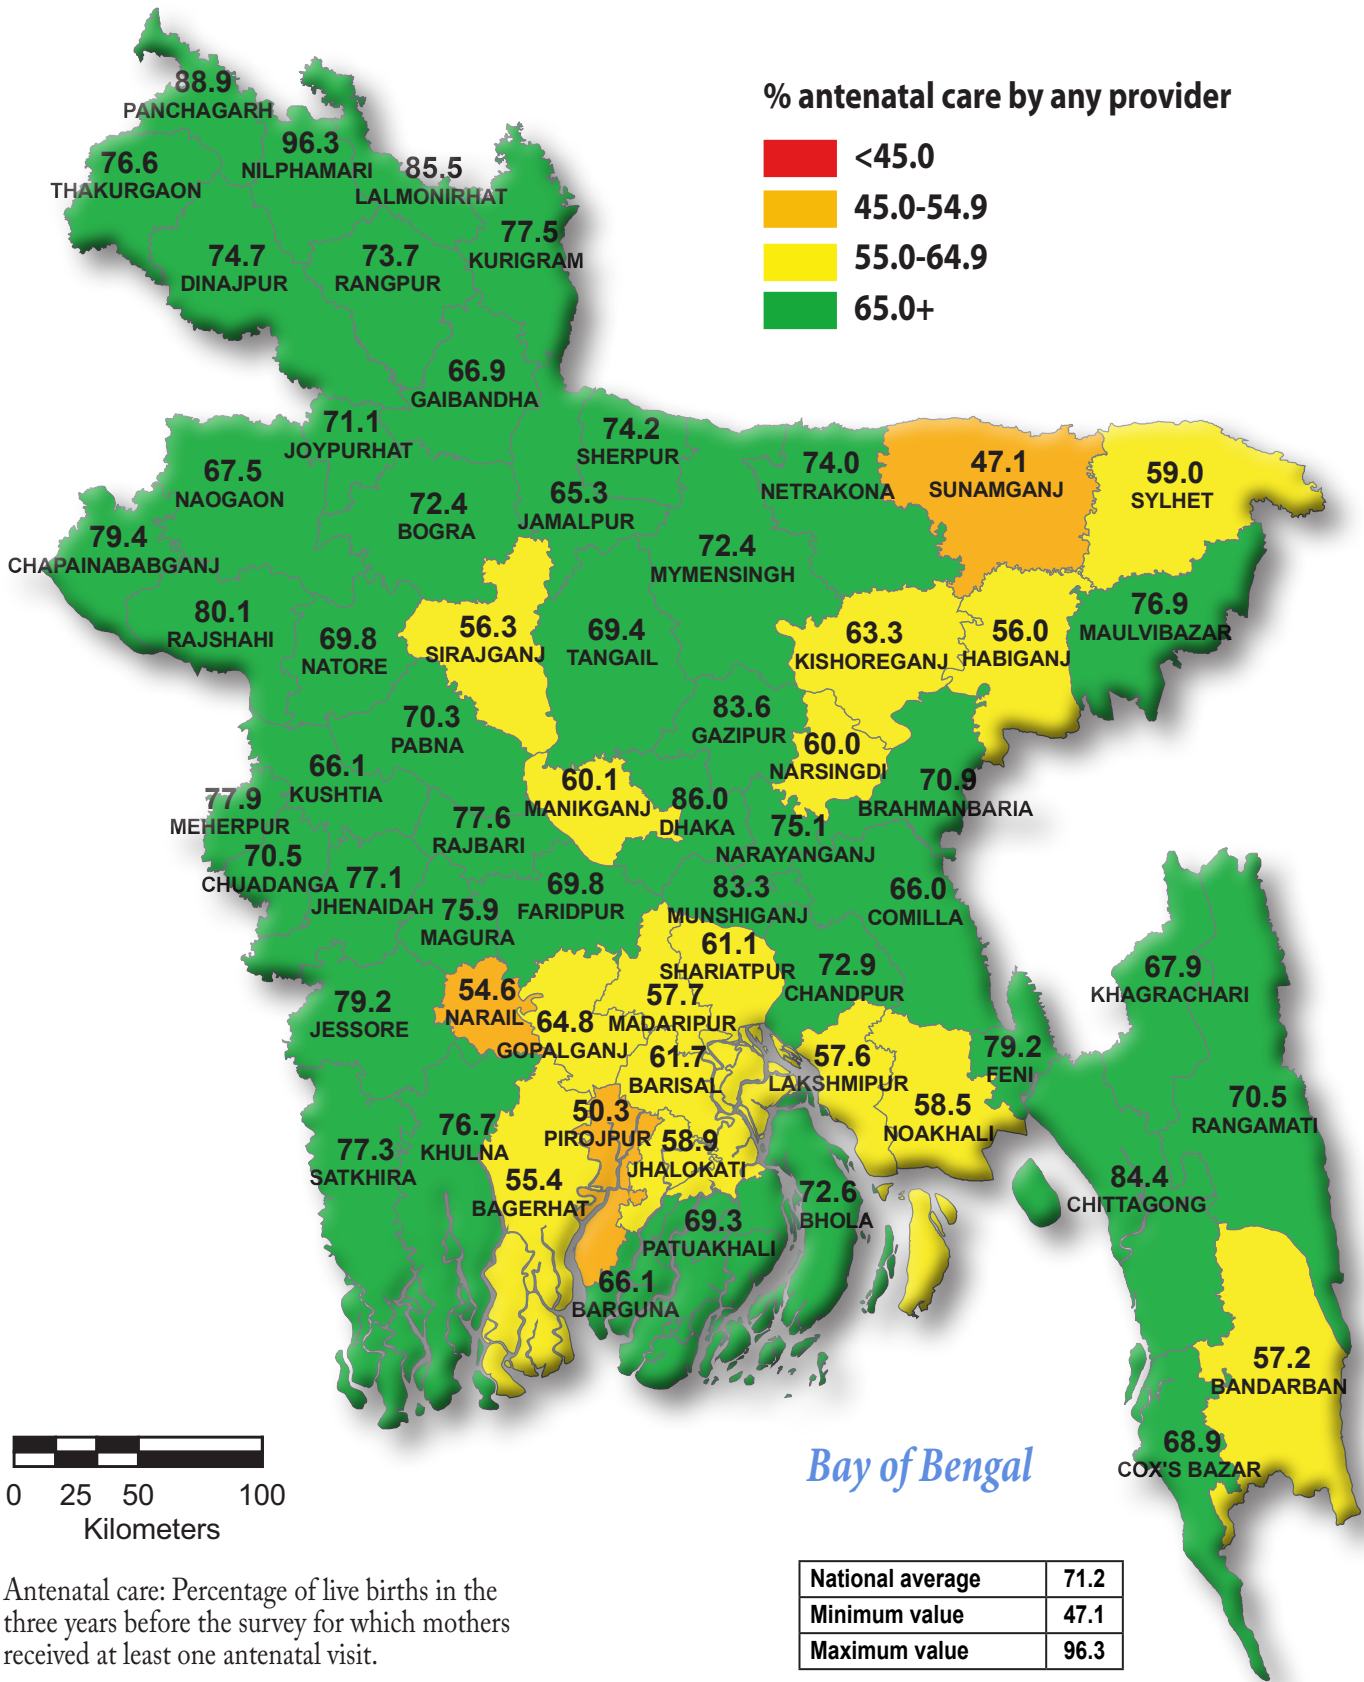 88.9
PANCHAGARH
% antenatal care by any provider
<45.0
45.0-54.9
55.0-64.9
65.0+
96.3
NILPHAMARI
76.6
THAKURGAON
85.5
LALMONIRHAT
77.5
KURIGRAM
74.7
DINAJPUR
73.7
RANGPUR
66.9
GAIBANDHA
71.1
JOYPURHAT
74.2
SHERPUR
67.5
NAOGAON
74.0
NETRAKONA
47.1
SUNAMGANJ
59.0
SYLHET
72.4
BOGRA
65.3
JAMALPUR
79.4
CHAPAINABABGANJ
72.4
MYMENSINGH
80.1
RAJSHAHI
76.9
MAULVIBAZAR
69.8
NATORE
56.3
SIRAJGANJ
69.4
TANGAIL
63.3
KISHOREGANJ
56.0
HABIGANJ
70.3
PABNA
83.6
GAZIPUR
60.0
NARSINGDI
66.1
KUSHTIA
60.1
MANIKGANJ
70.9
BRAHMANBARIA
77.9
MEHERPUR
86.0
DHAKA
77.6
RAJBARI
75.1
NARAYANGANJ
70.5
CHUADANGA
77.1
JHENAIDAH
69.8
FARIDPUR
83.3
MUNSHIGANJ
66.0
COMILLA
75.9
MAGURA
61.1
SHARIATPUR
72.9
CHANDPUR
67.9
KHAGRACHARI
54.6
NARAIL
57.7
MADARIPUR
79.2
JESSORE
64.8
GOPALGANJ
79.2
FENI
61.7
BARISAL
57.6
LAKSHMIPUR
70.5
RANGAMATI
58.5
NOAKHALI
50.3
PIROJPUR
76.7
KHULNA
58.9
JHALOKATI
77.3
SATKHIRA
55.4
BAGERHAT
84.4
CHITTAGONG
72.6
BHOLA
69.3
PATUAKHALI
66.1
BARGUNA
57.2
BANDARBAN
68.9
COX'S BAZAR
Bay of Bengal
0 25 50 100
Kilometers
Antenatal care: Percentage of live births in the
three years before the survey for which mothers
received at least one antenatal visit.
National average 71.2
Minimum value 47.1
Maximum value 96.3